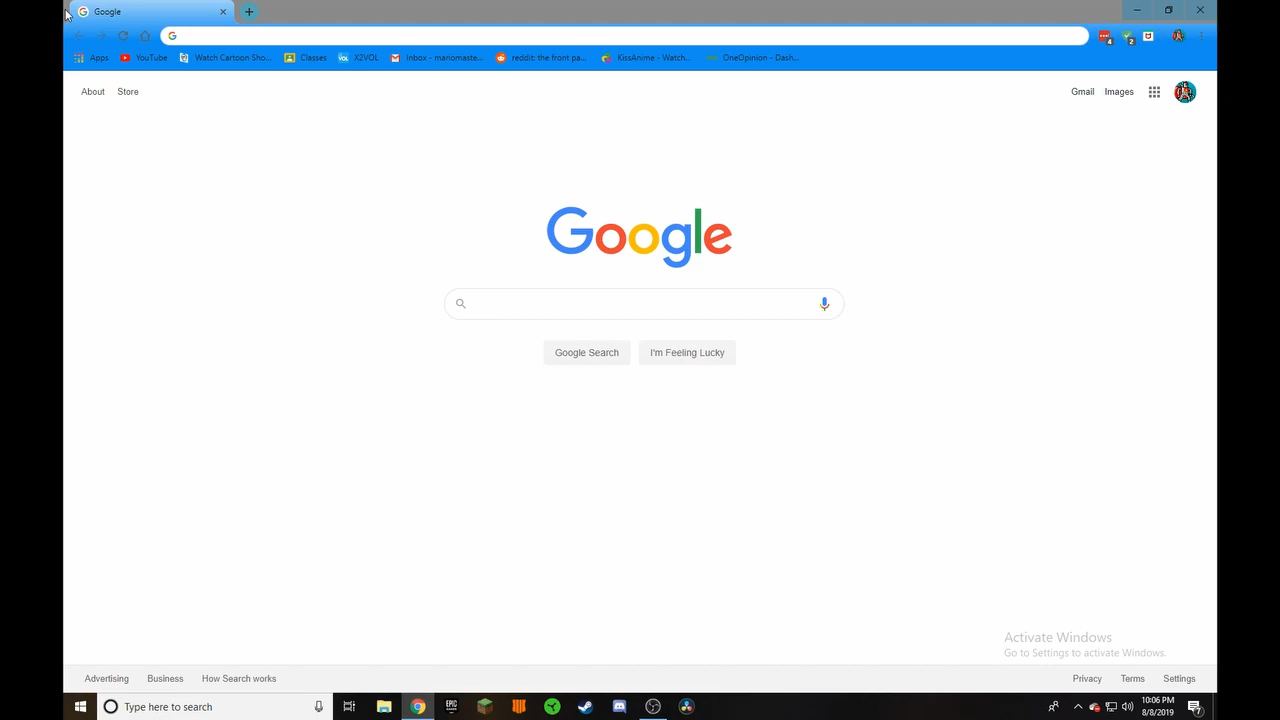 Google
Apps YouTube Watch Cartoon Sho... Classes X2VOL Inbox - mariomaste... reddit: the front pa... KissAnime - Watch... OneOpinion - Dash...
About Store Gmail Images
Google
Google Search I'm Feeling Lucky
Activate Windows
Go to Settings to activate Windows.
Advertising Business How Search works Privacy Terms Settings
Type here to search
10:06 PM
8/8/2019